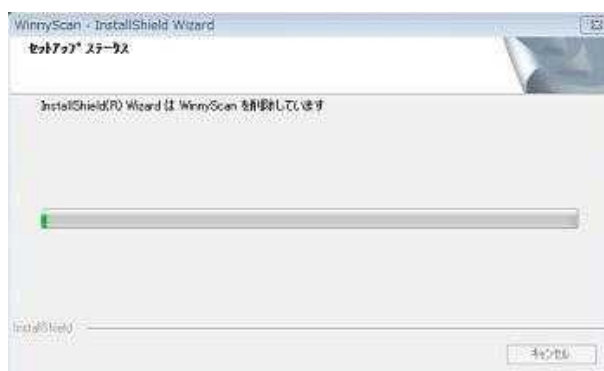 WinnyScan - InstallShield Wizard
セットアップ ステータス
InstallShield(R) Wizard は WinnyScan を削除しています
InstallShield
キャンセル